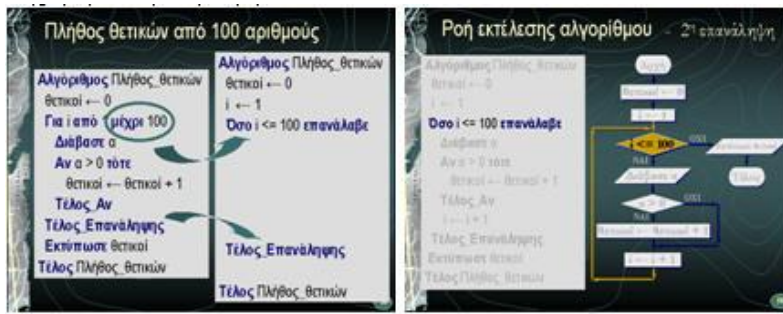 Πλήθος θετικών από 100 αριθμούς
Αλγόριθμος Πλήθος_θετικών
θετικοί ← 0
Για i από 1 μέχρι 100
Διάβασε α
Αν α > 0 τότε
θετικοί ← θετικοί + 1
Τέλος_Αν
Τέλος_Επανάληψης
Εκτύπωσε θετικοί
Τέλος Πλήθος_θετικών
Αλγόριθμος Πλήθος_θετικών
θετικοί ← 0
i ← 1
Όσο i <= 100 επανάλαβε
Τέλος_Επανάληψης
Τέλος Πλήθος_θετικών
Ροή εκτέλεσης αλγορίθμου - 2η επανάληψη
Αλγόριθμος Πλήθος_θετικών
θετικοί ← 0
i ← 1
Όσο i <= 100 επανάλαβε
Διάβασε α
Αν α > 0 τότε
θετικοί ← θετικοί + 1
Τέλος_Αν
i ← i + 1
Τέλος_Επανάληψης
Εκτύπωσε θετικοί
Τέλος Πλήθος_θετικών
Αρχή
θετικοί ← 0
i ← 1
i <= 100
ΟΧΙ
ΝΑΙ
Διάβασε α
Τέλος
α > 0
ΟΧΙ
ΝΑΙ
θετικοί ← θετικοί + 1
i ← i + 1